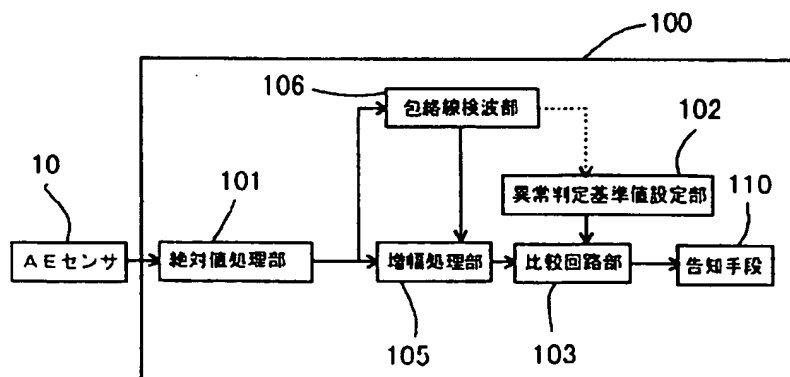 100
106
包絡線検波部
102
10
101
異常判定基準値設定部
110
AEセンサ
絶対値処理部
増幅処理部
比較回路部
告知手段
105
103